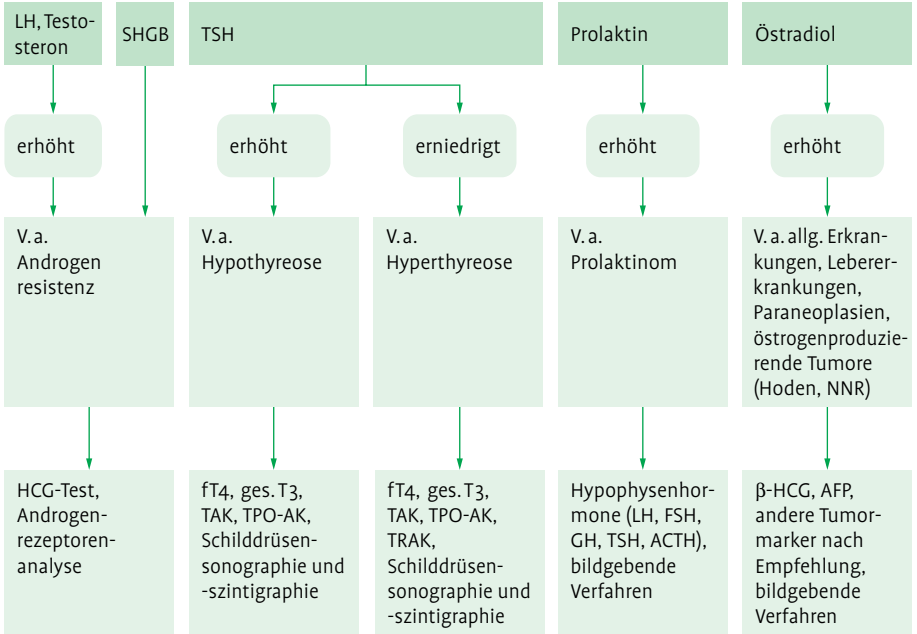 LH, Testo-
steron
SHGB
TSH
Prolaktin
Östradiol
erhöht
erhöht
erniedrigt
erhöht
erhöht
V. a.
Androgen
resistenz
V. a.
Hypothyreose
V. a.
Hyperthyreose
V. a.
Prolaktinom
V. a. allg. Erkran-
kungen, Leberer-
krankungen,
Paraneoplasien,
östrogenproduzie-
rende Tumore
(Hoden, NNR)
HCG-Test,
Androgen-
rezeptoren-
analyse
fT4, ges. T3,
TAK, TPO-AK,
Schilddrüsen-
sonographie und
-szintigraphie
fT4, ges. T3,
TAK, TPO-AK,
TRAK,
Schilddrüsen-
sonographie und
-szintigraphie
Hypophysenhor-
mone (LH, FSH,
GH, TSH, ACTH),
bildgebende
Verfahren
β-HCG, AFP,
andere Tumor-
marker nach
Empfehlung,
bildgebende
Verfahren